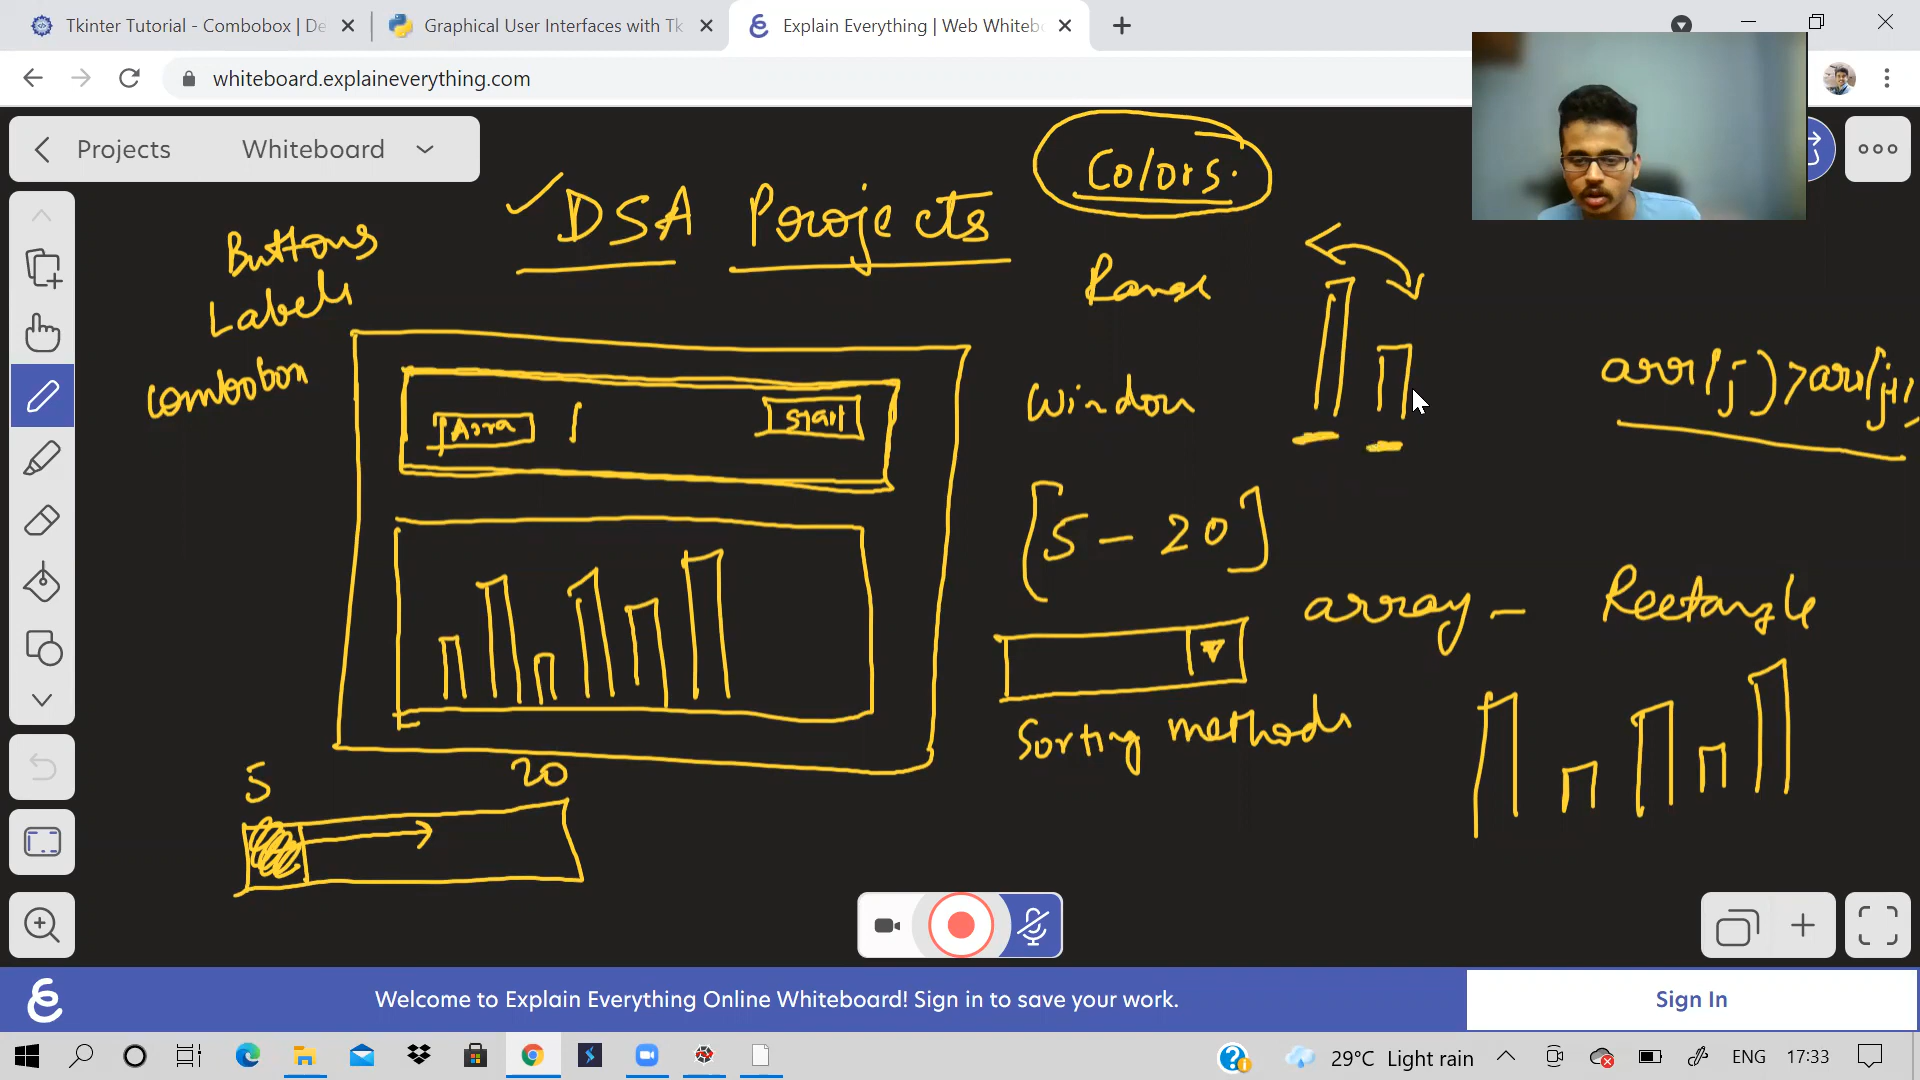 Tkinter Tutorial - Combobox | De
Graphical User Interfaces with Tk
Explain Everything | Web Whitebo
whiteboard.explaineverything.com
Projects
Whiteboard
Colors.
DSA Projects
Buttons
Labels
Combobox
Range
Window
arr[j]>arr[j+1]
Start
[5 - 20]
array - Rectangle
Sorting methods
5
20
Welcome to Explain Everything Online Whiteboard! Sign in to save your work.
Sign In
29°C Light rain
ENG
17:33